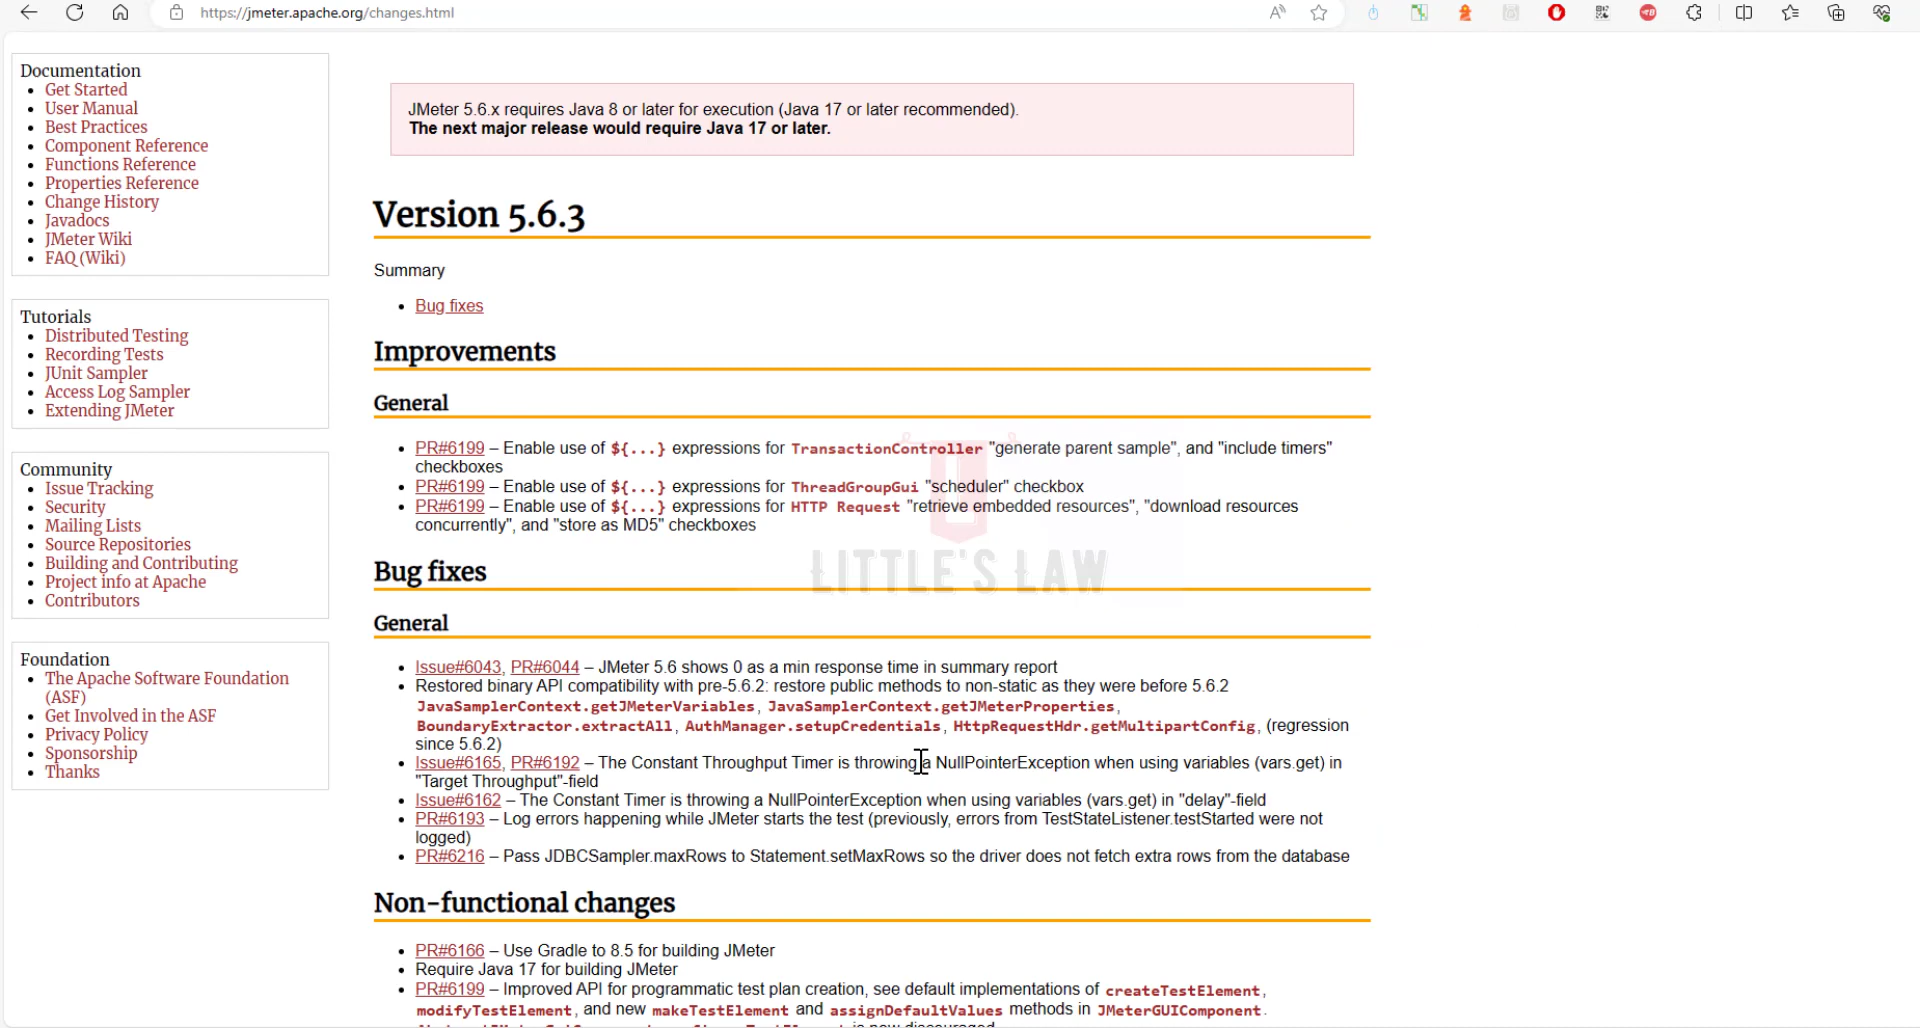 https://jmeter.apache.org/changes.html
Documentation
Get Started
User Manual
Best Practices
Component Reference
Functions Reference
Properties Reference
Change History
Javadocs
JMeter Wiki
FAQ (Wiki)
Tutorials
Distributed Testing
Recording Tests
JUnit Sampler
Access Log Sampler
Extending JMeter
Community
Issue Tracking
Security
Mailing Lists
Source Repositories
Building and Contributing
Project info at Apache
Contributors
Foundation
The Apache Software Foundation
(ASF)
Get Involved in the ASF
Privacy Policy
Sponsorship
Thanks
JMeter 5.6.x requires Java 8 or later for execution (Java 17 or later recommended).
The next major release would require Java 17 or later.
Version 5.6.3
Summary
Bug fixes
Improvements
General
PR#6199 – Enable use of ${...} expressions for TransactionController "generate parent sample", and "include timers"
checkboxes
PR#6199 – Enable use of ${...} expressions for ThreadGroupGui "scheduler" checkbox
PR#6199 – Enable use of ${...} expressions for HTTP Request "retrieve embedded resources", "download resources
concurrently", and "store as MD5" checkboxes
LITTLE'S LAW
Bug fixes
General
Issue#6043, PR#6044 – JMeter 5.6 shows 0 as a min response time in summary report
Restored binary API compatibility with pre-5.6.2: restore public methods to non-static as they were before 5.6.2
JavaSamplerContext.getJMeterVariables, JavaSamplerContext.getJMeterProperties,
BoundaryExtractor.extractAll, AuthManager.setupCredentials, HttpRequestHdr.getMultipartConfig, (regression
since 5.6.2)
Issue#6165, PR#6192 – The Constant Throughput Timer is throwing a NullPointerException when using variables (vars.get) in
"Target Throughput"-field
Issue#6162 – The Constant Timer is throwing a NullPointerException when using variables (vars.get) in "delay"-field
PR#6193 – Log errors happening while JMeter starts the test (previously, errors from TestStateListener.testStarted were not
logged)
PR#6216 – Pass JDBCSampler.maxRows to Statement.setMaxRows so the driver does not fetch extra rows from the database
Non-functional changes
PR#6166 – Use Gradle to 8.5 for building JMeter
Require Java 17 for building JMeter
PR#6199 – Improved API for programmatic test plan creation, see default implementations of createTestElement,
modifyTestElement, and new makeTestElement and assignDefaultValues methods in JMeterGUIComponent.
is now discouraged